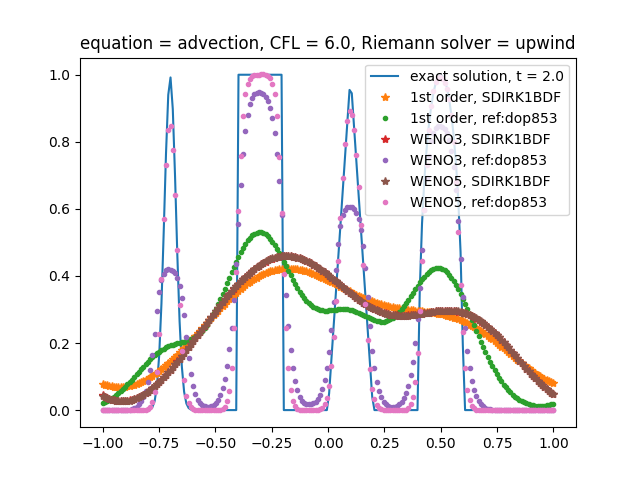 equation = advection, CFL = 6.0, Riemann solver = upwind
exact solution, t = 2.0
1st order, SDIRK1BDF
1st order, ref:dop853
WENO3, SDIRK1BDF
WENO3, ref:dop853
WENO5, SDIRK1BDF
WENO5, ref:dop853
1.0
0.8
0.6
0.4
0.2
0.0
−1.00 −0.75 −0.50 −0.25 0.00 0.25 0.50 0.75 1.00